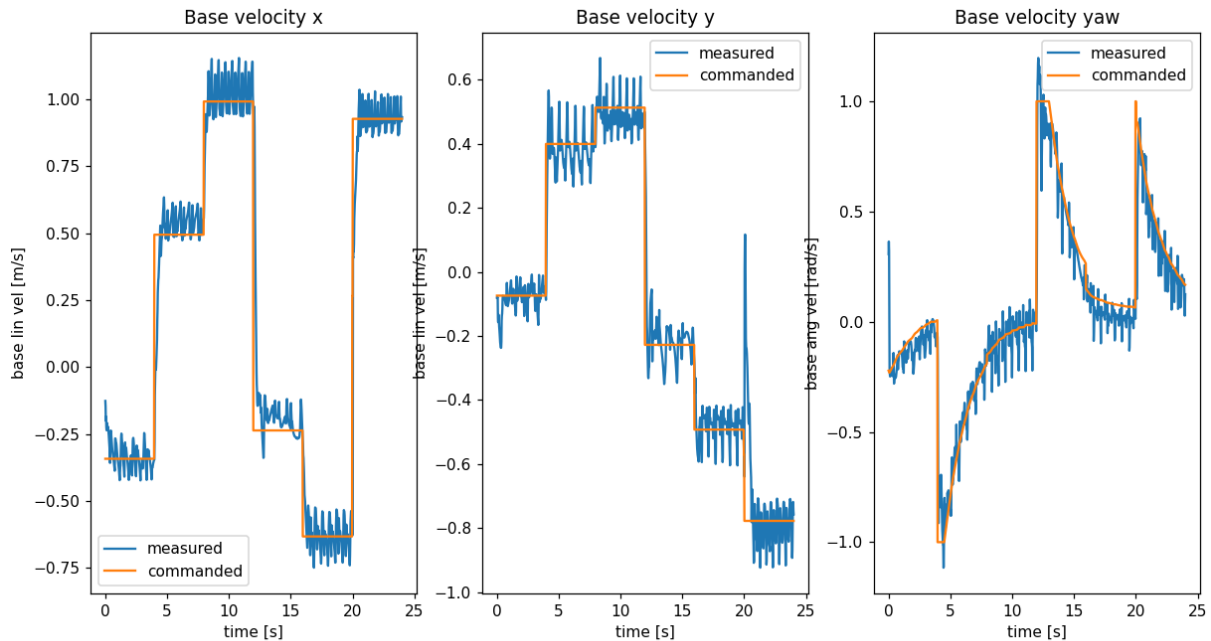 Base velocity x
base lin vel [m/s]
1.00
0.75
0.50
0.25
0.00
−0.25
−0.50
−0.75
measured
commanded
0 5 10 15 20 25
time [s]
Base velocity y
base lin vel [m/s]
0.6
0.4
0.2
0.0
−0.2
−0.4
−0.6
−0.8
−1.0
measured
commanded
0 5 10 15 20 25
time [s]
Base velocity yaw
base ang vel [rad/s]
1.0
0.5
0.0
−0.5
−1.0
measured
commanded
0 5 10 15 20 25
time [s]